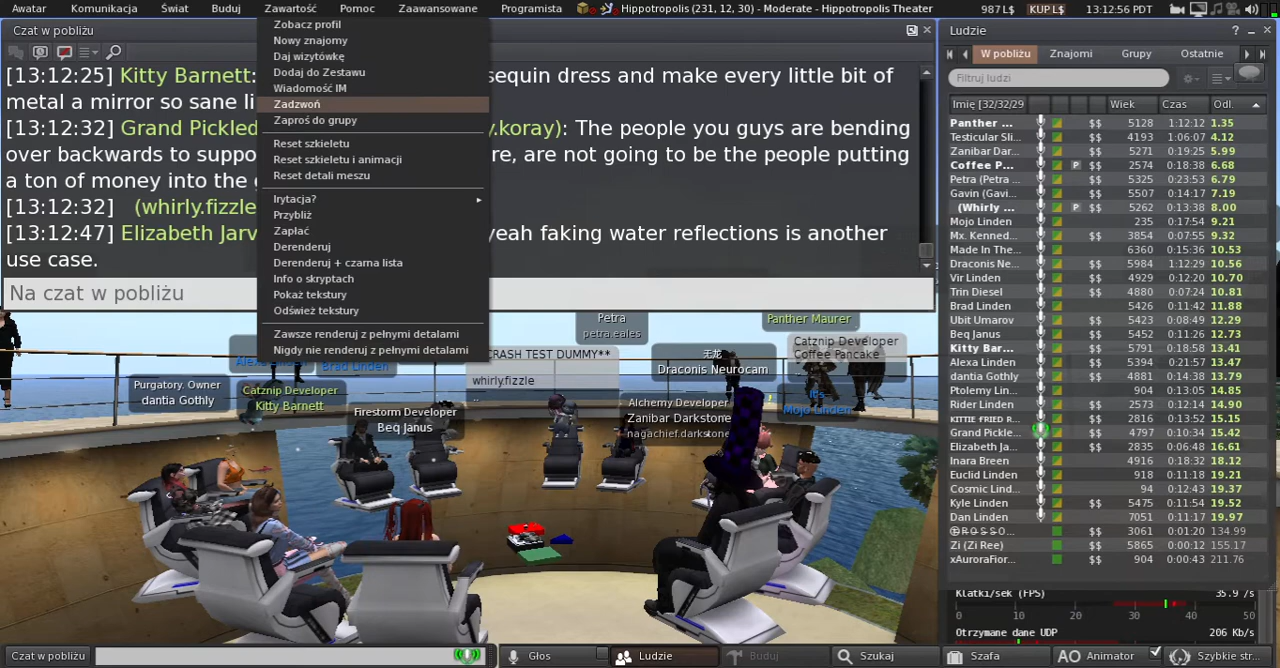 Avatar Komunikacja Świat Buduj Zawartość Pomoc Zaawansowane Programista Hippotropolis (231, 12, 30) - Moderate - Hippotropolis Theater 987 L$ KUP L$ 13:12:56 PDT
Czat w pobliżu
[13:12:25] Kitty Barnett: sequin dress and make every little bit of
metal a mirror so sane li
[13:12:32] Grand Pickled y.koray): The people you guys are bending
over backwards to suppo re, are not going to be the people putting
a ton of money into the g
[13:12:32] (whirly.fizzle
[13:12:47] Elizabeth Jarv yeah faking water reflections is another
use case.
Na czat w pobliżu
Zobacz profil
Nowy znajomy
Daj wizytówkę
Dodaj do Zestawu
Wiadomość IM
Zadzwoń
Zaproś do grupy
Reset szkieletu
Reset szkieletu i animacji
Reset detali meszu
Irytacja?
Przybliż
Zapłać
Derenderuj
Derenderuj + czarna lista
Info o skryptach
Pokaż tekstury
Odśwież tekstury
Zawsze renderuj z pełnymi detalami
Nigdy nie renderuj z pełnymi detalami
Petra
petra.eales
Panther Maurer
Catznip Developer
Coffee Pancake
CRASH TEST DUMMY**
whirly.fizzle
无龙
Draconis Neurocam
Brad Linden
Purgatory. Owner
dantia Gothly
Catznip Developer
Kitty Barnett
Firestorm Developer
Beq Janus
Alchemy Developer
Zanibar Darkstone
nagachief.darkstone
Mojo Linden
Ludzie
W pobliżu Znajomi Grupy Ostatnie
Filtruj ludzi
Imię [32/32/29 Wiek Czas Odl.
Panther ... $$ 5128 1:12:12 1.35
Testicular Sli... $$ 4193 1:06:07 4.12
Zanibar Dar... $$ 5271 0:19:25 5.99
Coffee P... P $$ 2574 0:18:38 6.68
Petra (Petra ... $$ 5325 0:23:53 6.79
Gavin (Gavi... $$ 5507 0:14:17 7.19
(Whirly ... P $$ 5262 0:13:38 8.00
Mojo Linden 235 0:17:54 9.21
Mx. Kenned... $$ 3854 0:07:55 9.32
Made In The... 6360 0:15:36 10.53
Draconis Ne... $$ 5984 1:12:29 10.56
Vir Linden $$ 4929 0:12:20 10.70
Trin Diesel $$ 4880 0:07:24 10.81
Brad Linden 5426 0:11:42 11.88
Ubit Umarov $$ 5423 0:08:49 12.29
Beq Janus $$ 5452 0:11:26 12.73
Kitty Bar... $$ 5791 0:18:58 13.41
Alexa Linden $$ 5394 0:21:57 13.47
dantia Gothly $$ 4881 0:14:38 13.79
Ptolemy Lin... 904 0:13:05 14.85
Rider Linden $$ 2573 0:12:14 14.90
KITTIE FRIED R... $$ 2816 0:13:52 15.15
Grand Pickle... $$ 4797 0:10:34 15.42
Elizabeth Ja... $$ 2835 0:06:48 16.61
Inara Breen 4916 0:18:32 18.12
Euclid Linden 918 0:11:18 19.21
Cosmic Lind... 94 0:12:43 19.37
Kyle Linden $$ 5475 0:11:54 19.52
Dan Linden 7051 0:11:17 19.97
$$ 3061 0:01:20 134.99
Zi (Zi Ree) $$ 5865 0:00:12 155.17
xAuroraFior... $$ 904 0:00:43 211.76
Klatki/sek (FPS) 35.9 /s
0 10 20 30 40 50
Otrzymane dane UDP 206 Kb/s
Czat w pobliżu Głos Ludzie Buduj Szukaj Szafa AO Animator Szybkie str...